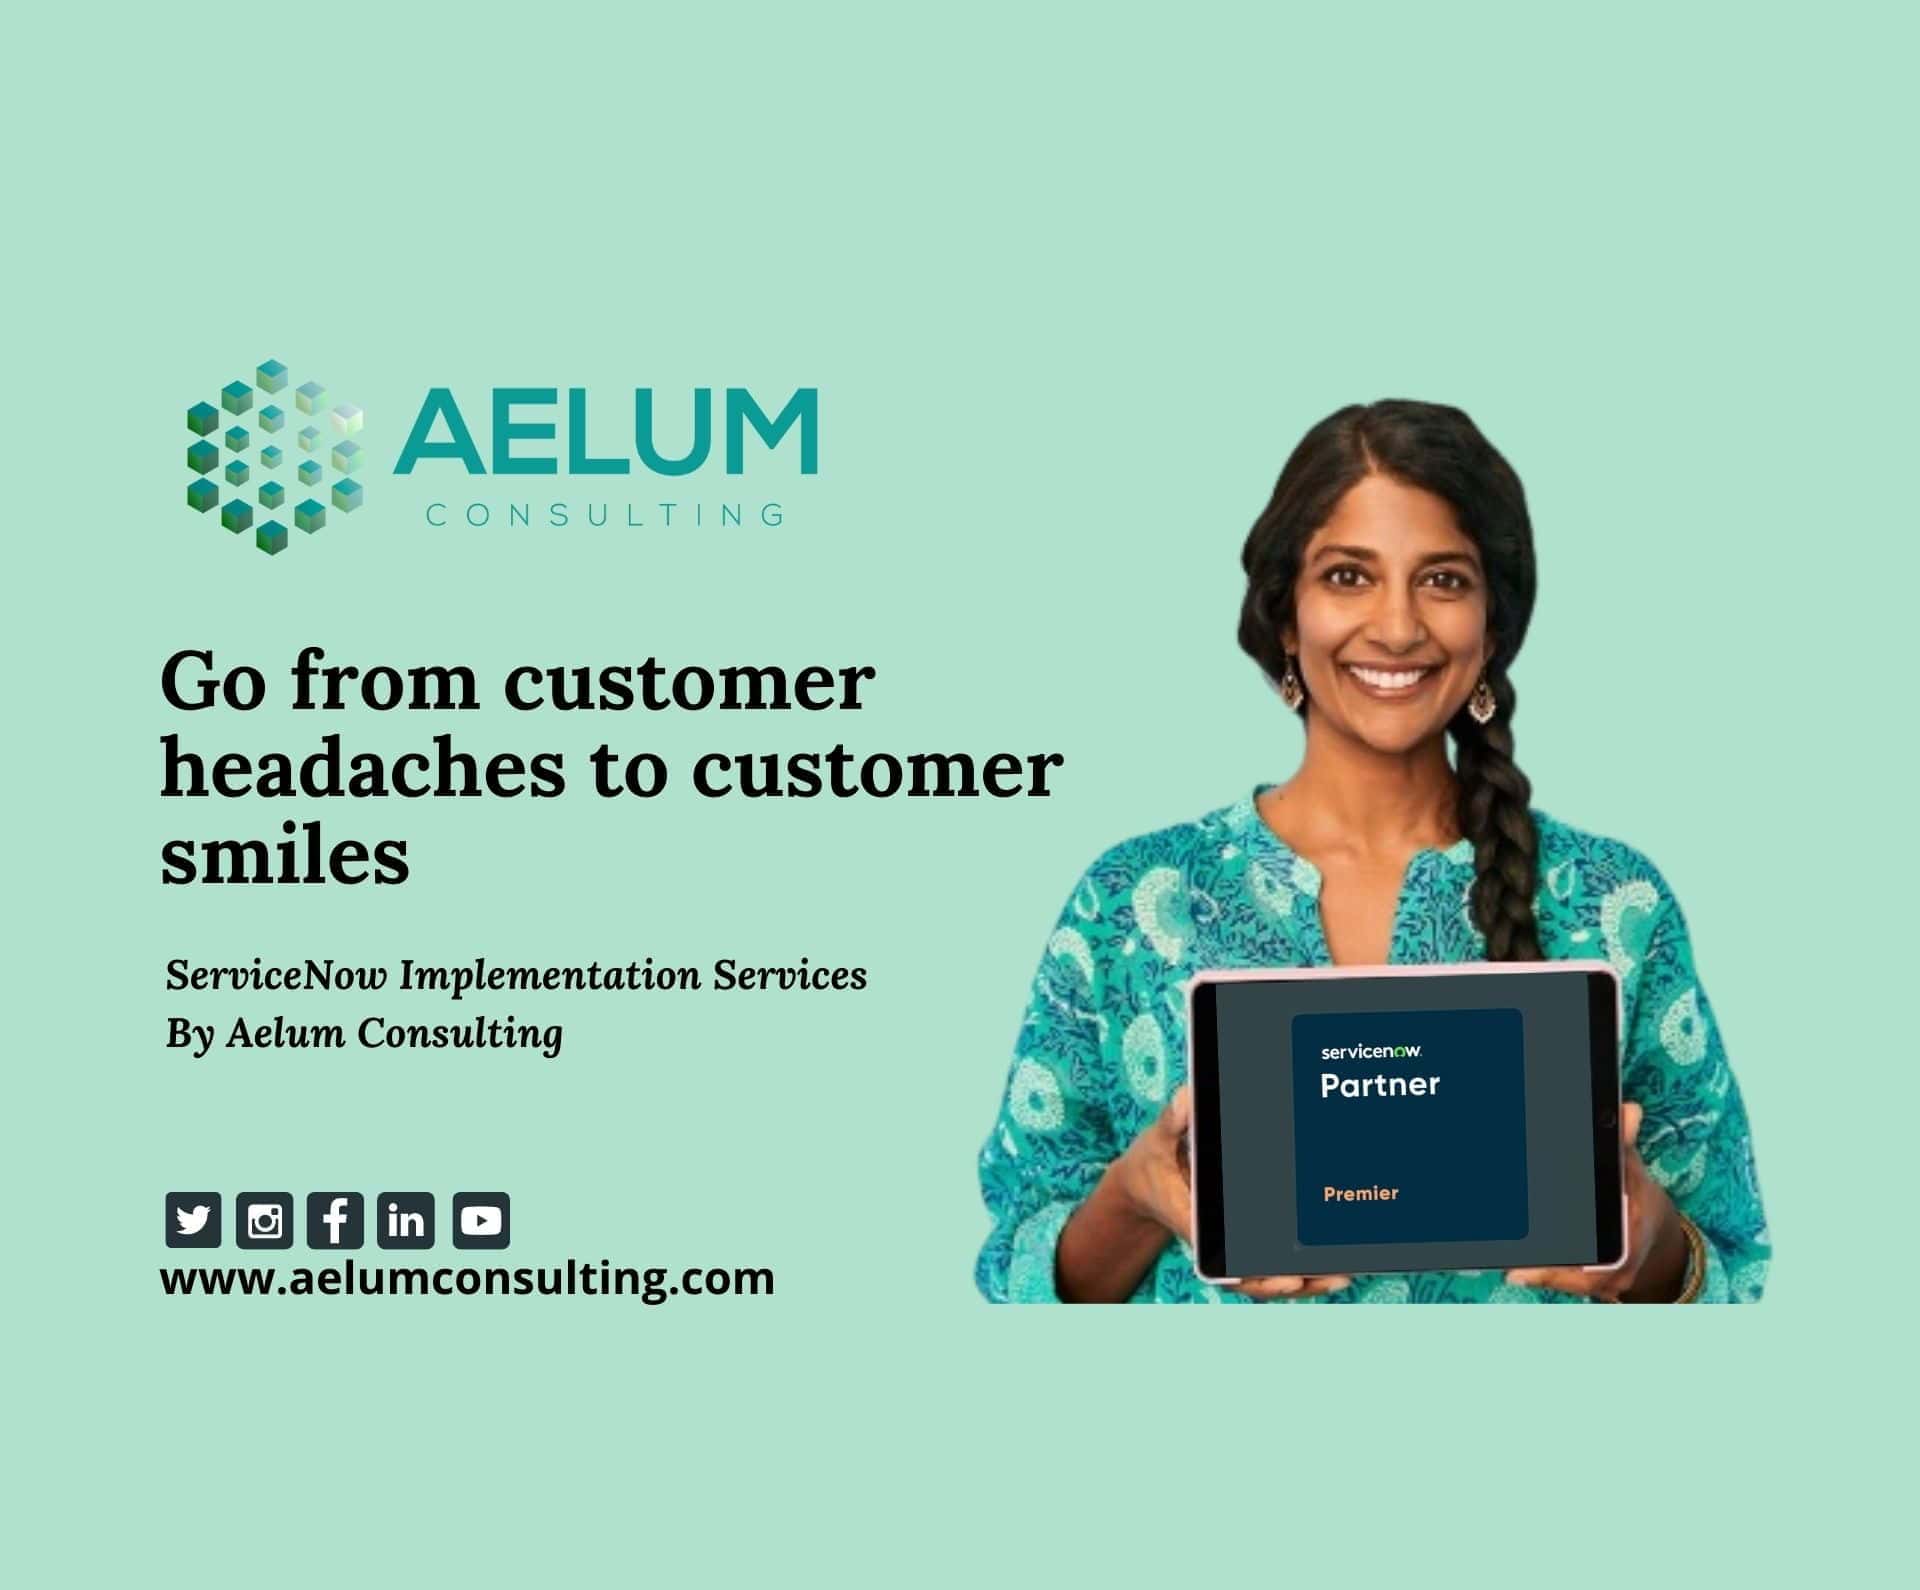 AELUM
CONSULTING
Go from customer
headaches to customer
smiles
ServiceNow Implementation Services
By Aelum Consulting
www.aelumconsulting.com
servicenow
Partner
Premier